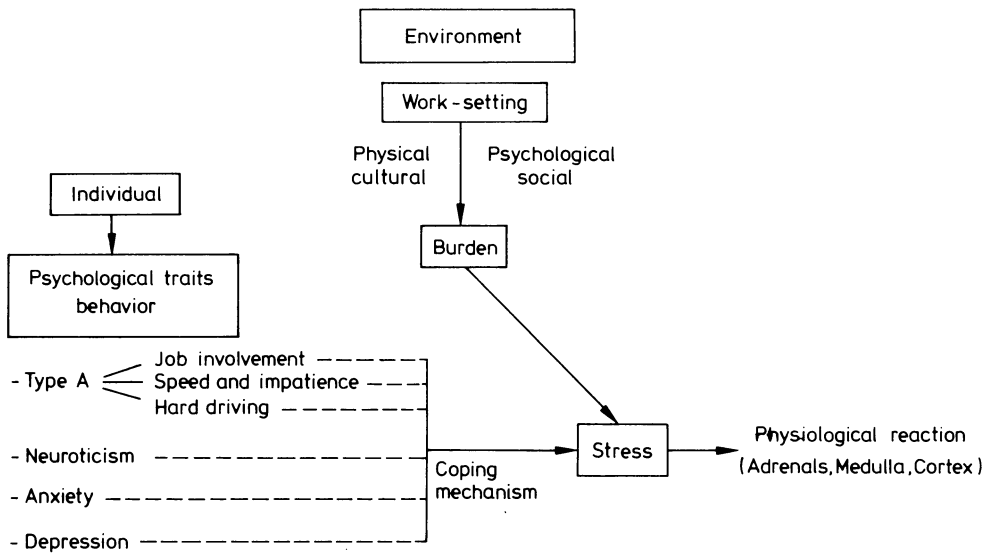 Environment
Work-setting
Physical
cultural
Psychological
social
Individual
Burden
Psychological traits
behavior
- Type A
Job involvement
Speed and impatience
Hard driving
- Neuroticism
- Anxiety
- Depression
Coping
mechanism
Stress
Physiological reaction
(Adrenals, Medulla, Cortex)